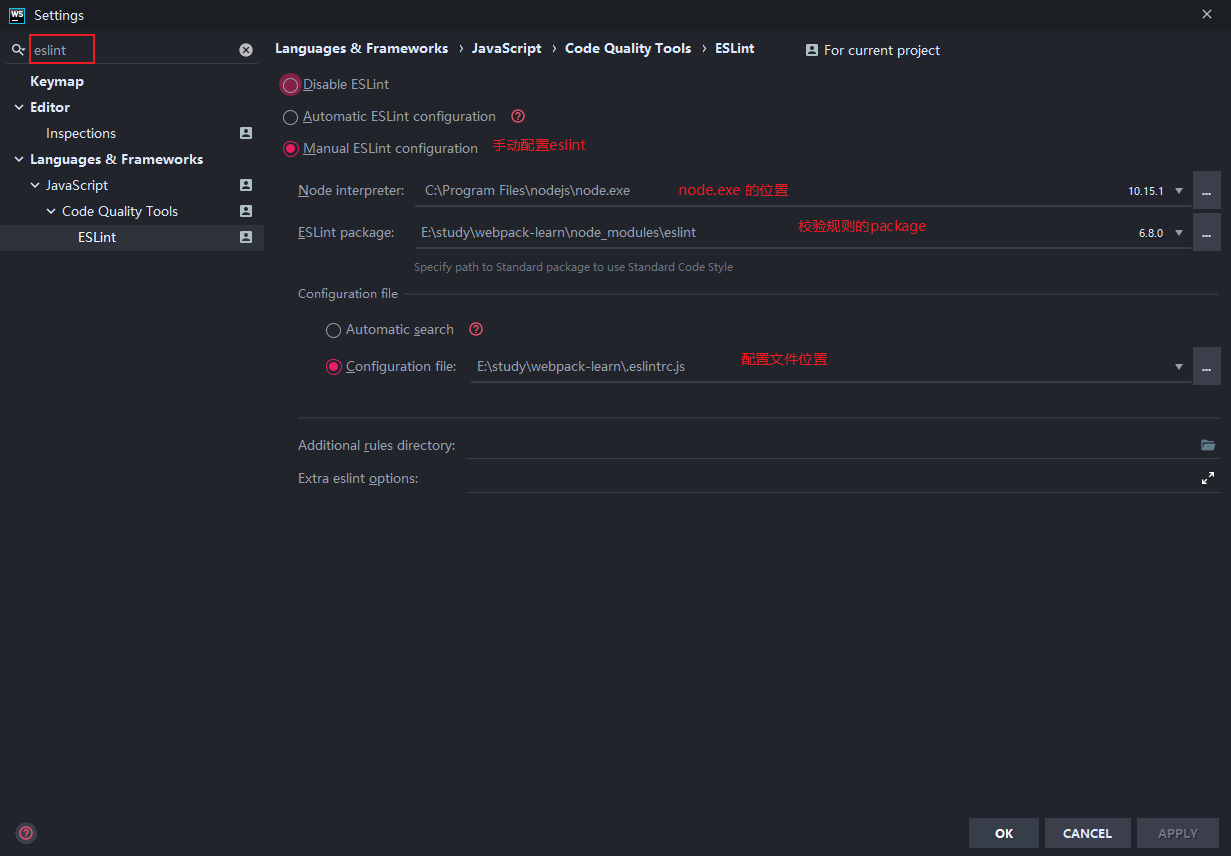 WS Settings
eslint
Languages & Frameworks › JavaScript › Code Quality Tools › ESLint For current project
Keymap
Editor
Inspections
Languages & Frameworks
JavaScript
Code Quality Tools
ESLint
Disable ESLint
Automatic ESLint configuration ?
Manual ESLint configuration 手动配置eslint
Node interpreter: C:\Program Files\nodejs\node.exe node.exe 的位置 10.15.1 ...
ESLint package: E:\study\webpack-learn\node_modules\eslint 校验规则的package 6.8.0 ...
Specify path to Standard package to use Standard Code Style
Configuration file
Automatic search ?
Configuration file: E:\study\webpack-learn\.eslintrc.js 配置文件位置 ...
Additional rules directory:
Extra eslint options:
? OK CANCEL APPLY